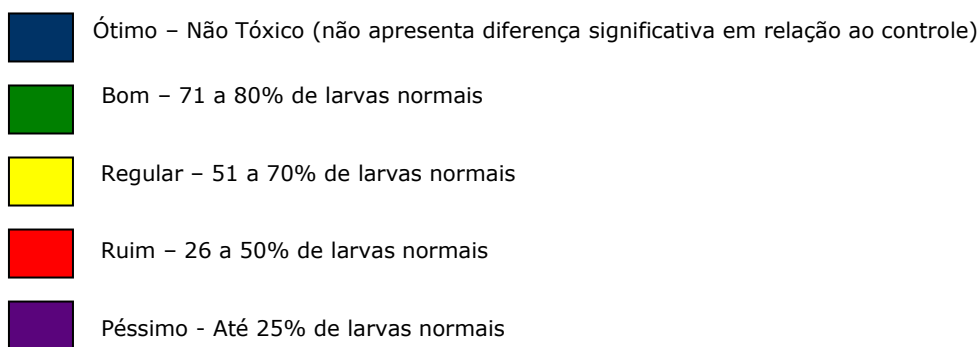 Ótimo – Não Tóxico (não apresenta diferença significativa em relação ao controle)
Bom – 71 a 80% de larvas normais
Regular – 51 a 70% de larvas normais
Ruim – 26 a 50% de larvas normais
Péssimo - Até 25% de larvas normais